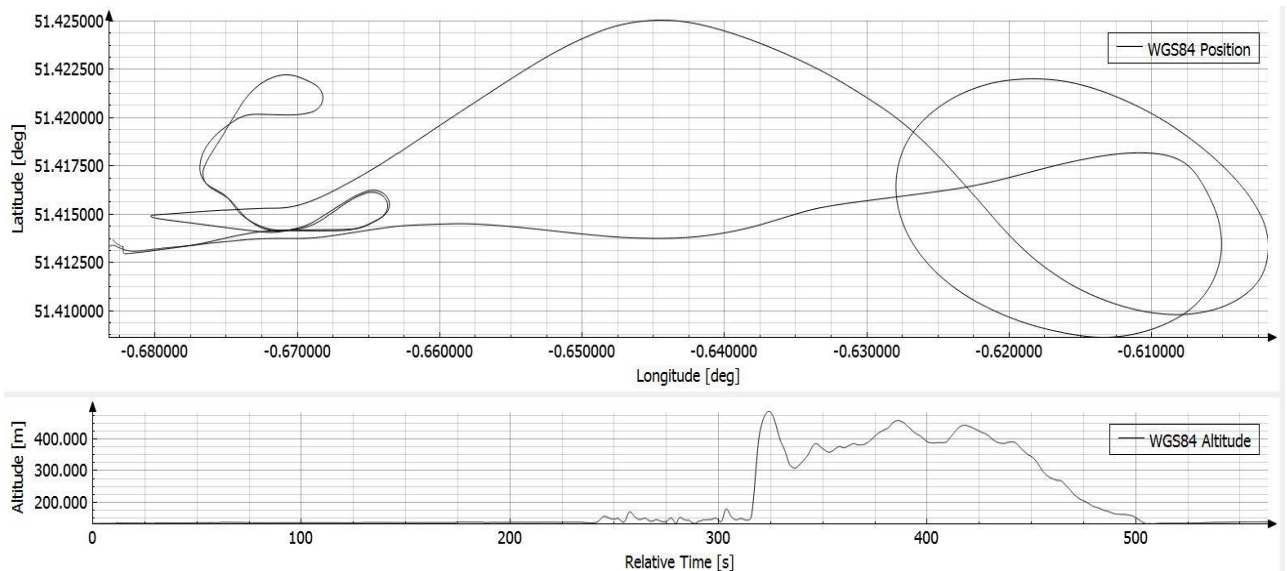 51.425000
WGS84 Position
51.422500
51.420000
51.417500
51.415000
51.412500
51.410000
Latitude [deg]
-0.680000 -0.670000 -0.660000 -0.650000 -0.640000 -0.630000 -0.620000 -0.610000
Longitude [deg]
400.000
WGS84 Altitude
300.000
200.000
Altitude [m]
0 100 200 300 400 500
Relative Time [s]